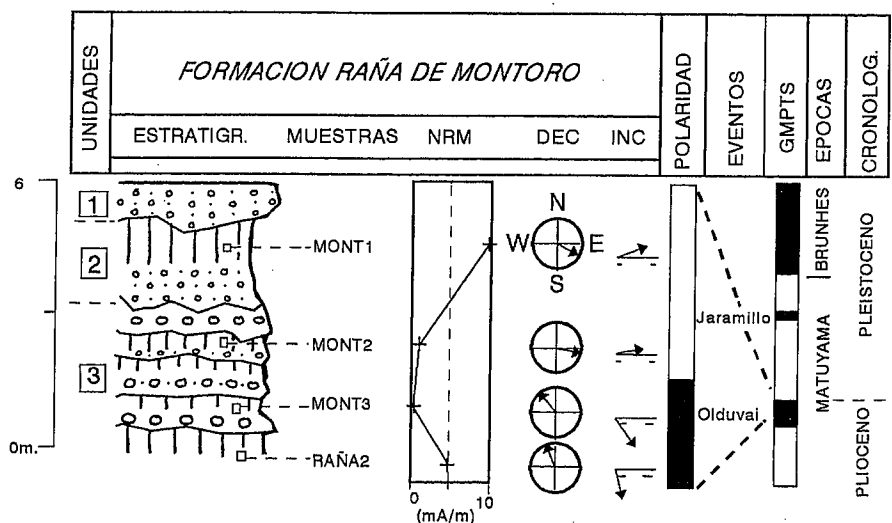 UNIDADES
FORMACION RAÑA DE MONTORO
ESTRATIGR. MUESTRAS NRM DEC INC
POLARIDAD
EVENTOS
GMPTS
EPOCAS
CRONOLOG.
6
1
2
3
0m.
MONT1
MONT2
MONT3
RAÑA2
0 10
(mA/m)
N
W E
S
Jaramillo
Olduvai
BRUNHES
MATUYAMA
PLEISTOCENO
PLIOCENO